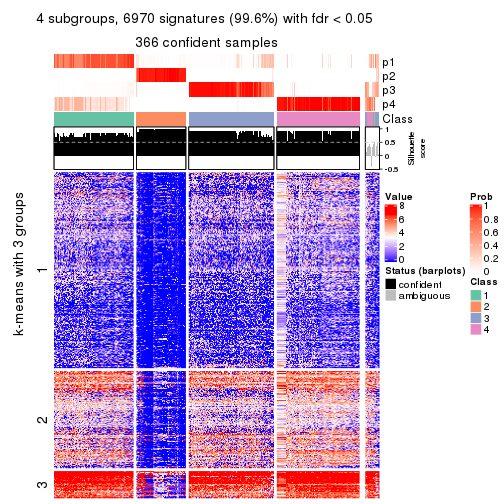 4 subgroups, 6970 signatures (99.6%) with fdr < 0.05
366 confident samples
p1
p2
p3
p4
Class
1
0.5
0
-0.5
Silhouette
score
k-means with 3 groups
1
2
3
Value
8
6
4
2
0
Prob
1
0.8
0.6
0.4
0.2
0
Status (barplots)
confident
ambiguous
Class
1
2
3
4